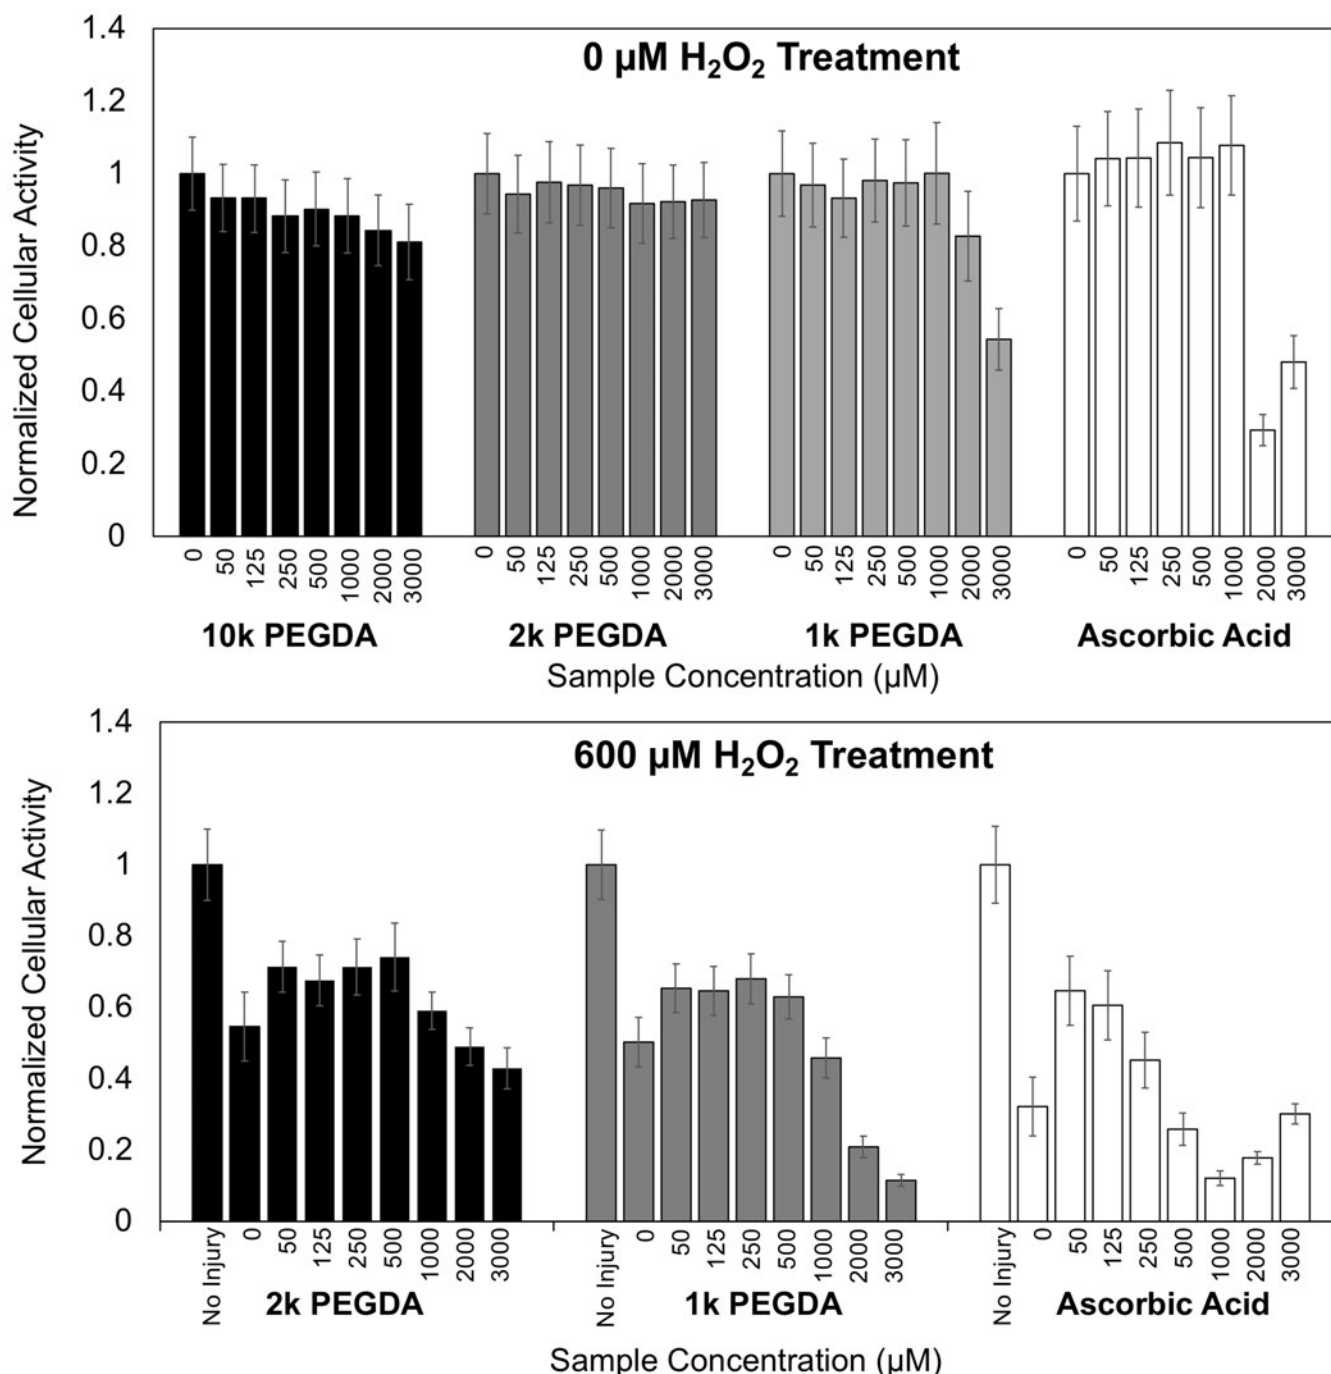 0 µM H₂O₂ Treatment
Normalized Cellular Activity
1.4
1.2
1
0.8
0.6
0.4
0.2
0
0 50 125 250 500 1000 2000 3000
0 50 125 250 500 1000 2000 3000
0 50 125 250 500 1000 2000 3000
0 50 125 250 500 1000 2000 3000
10k PEGDA 2k PEGDA 1k PEGDA Ascorbic Acid
Sample Concentration (µM)
600 µM H₂O₂ Treatment
Normalized Cellular Activity
1.4
1.2
1
0.8
0.6
0.4
0.2
0
No Injury 0 50 125 250 500 1000 2000 3000
No Injury 0 50 125 250 500 1000 2000 3000
No Injury 0 50 125 250 500 1000 2000 3000
2k PEGDA 1k PEGDA Ascorbic Acid
Sample Concentration (µM)